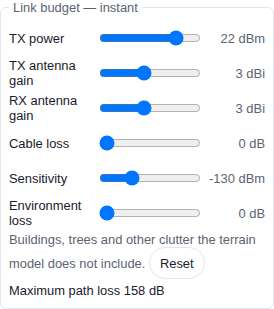 Link budget — instant
TX power 22 dBm
TX antenna gain 3 dBi
RX antenna gain 3 dBi
Cable loss 0 dB
Sensitivity -130 dBm
Environment loss 0 dB
Buildings, trees and other clutter the terrain
model does not include. Reset
Maximum path loss 158 dB